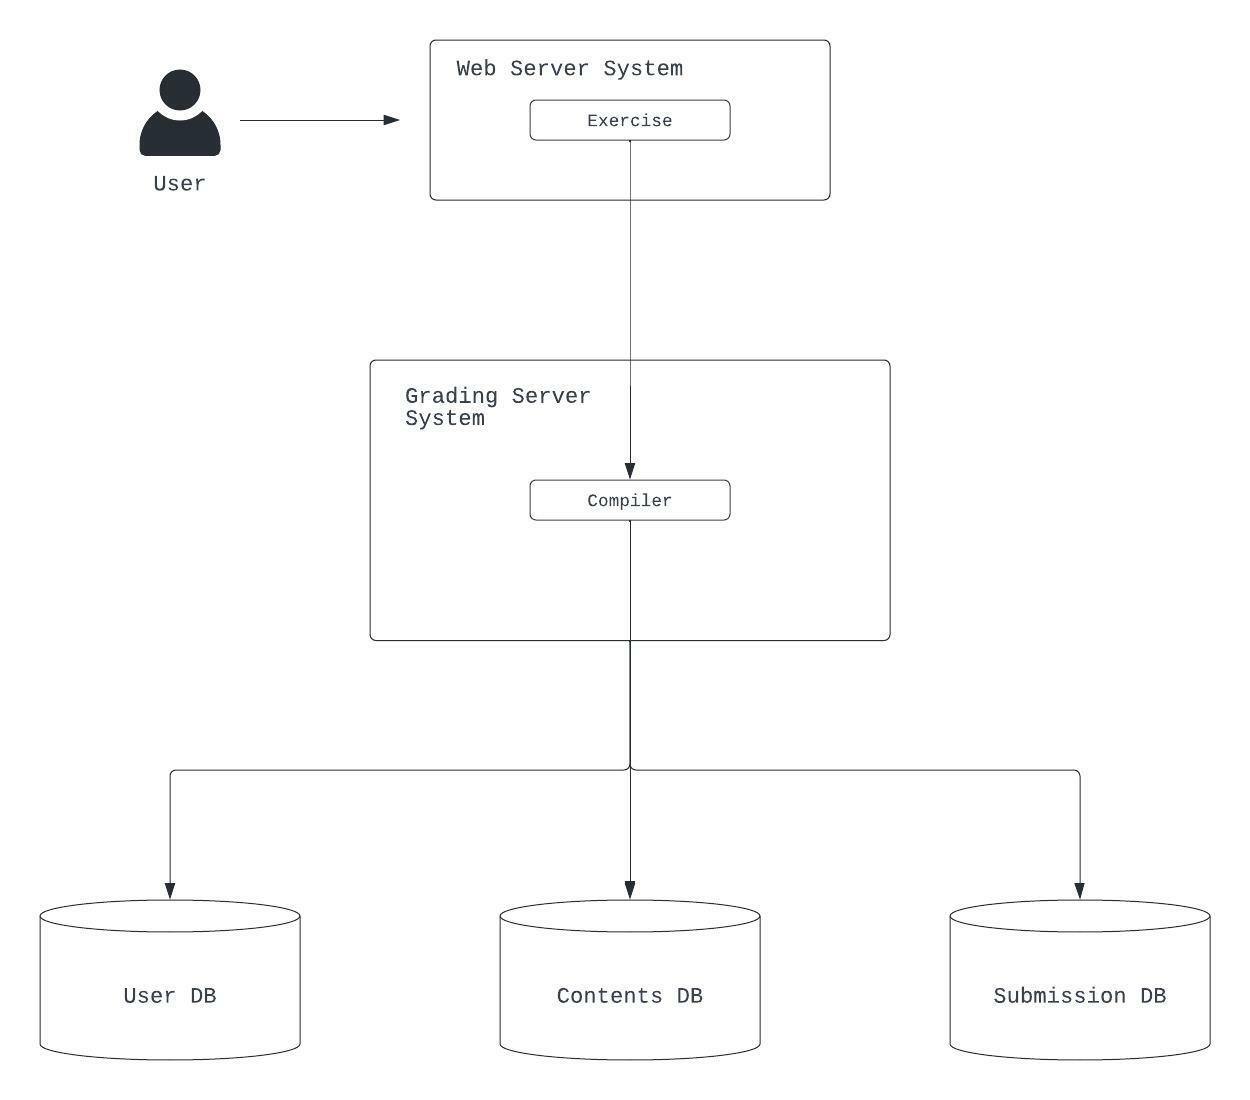 Web Server System
Exercise
User
Grading Server
System
Compiler
User DB
Contents DB
Submission DB